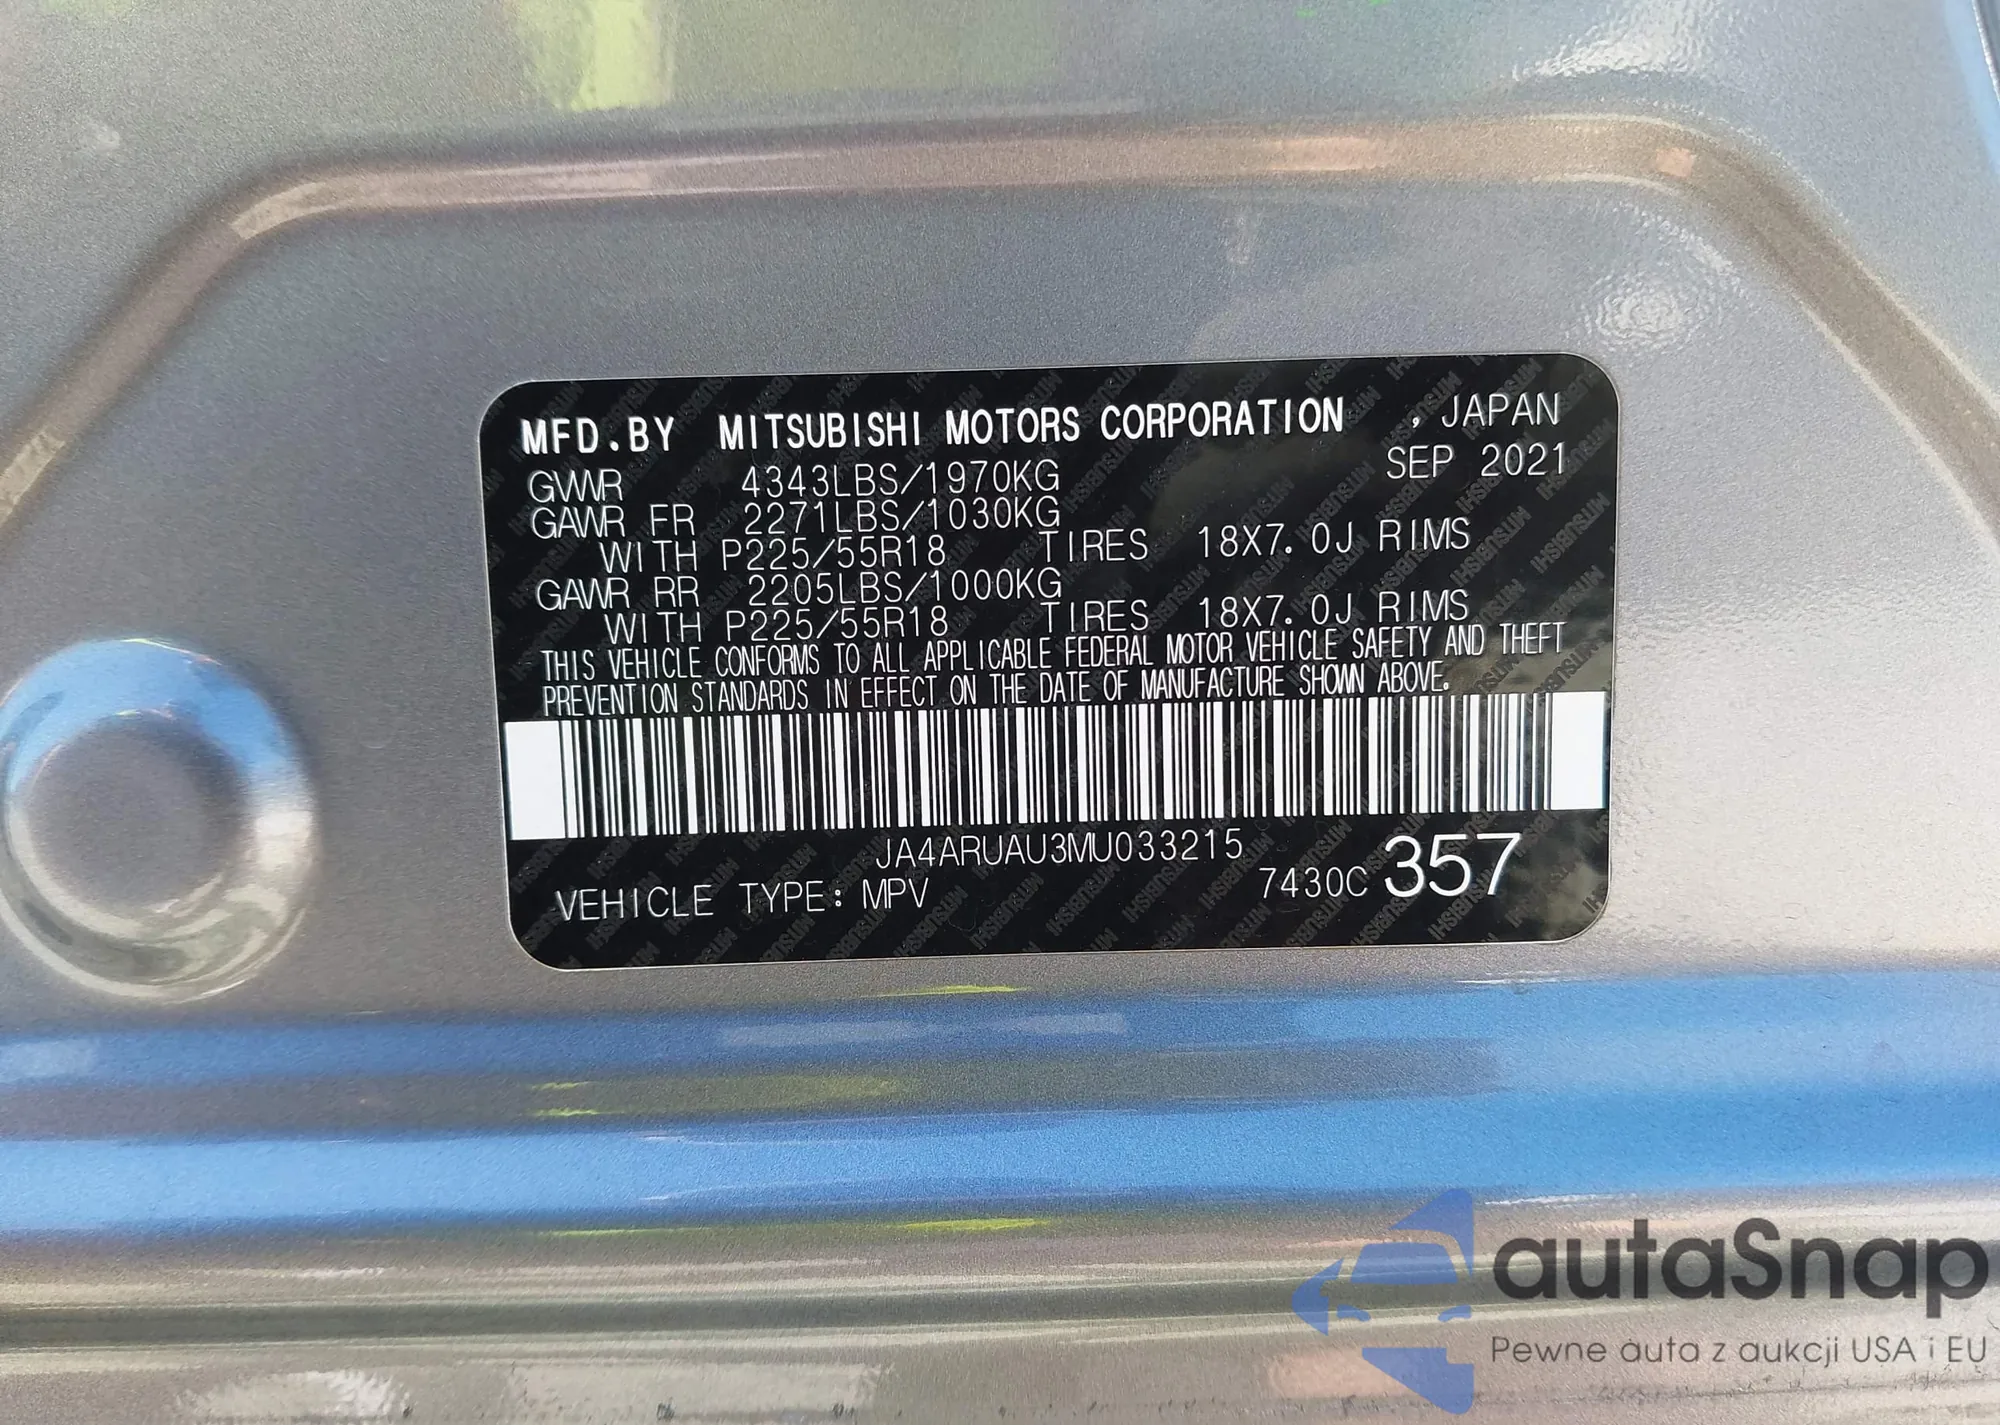 MFD.BY MITSUBISHI MOTORS CORPORATION , JAPAN
SEP 2021
GVWR 4343LBS/1970KG
GAWR FR 2271LBS/1030KG
WITH P225/55R18 TIRES 18X7.0J RIMS
GAWR RR 2205LBS/1000KG
WITH P225/55R18 TIRES 18X7.0J RIMS
THIS VEHICLE CONFORMS TO ALL APPLICABLE FEDERAL MOTOR VEHICLE SAFETY AND THEFT
PREVENTION STANDARDS IN EFFECT ON THE DATE OF MANUFACTURE SHOWN ABOVE.
JA4ARUAU3MU033215
VEHICLE TYPE: MPV 7430C 357
autaSnap
Pewne auta z aukcji USA i EU